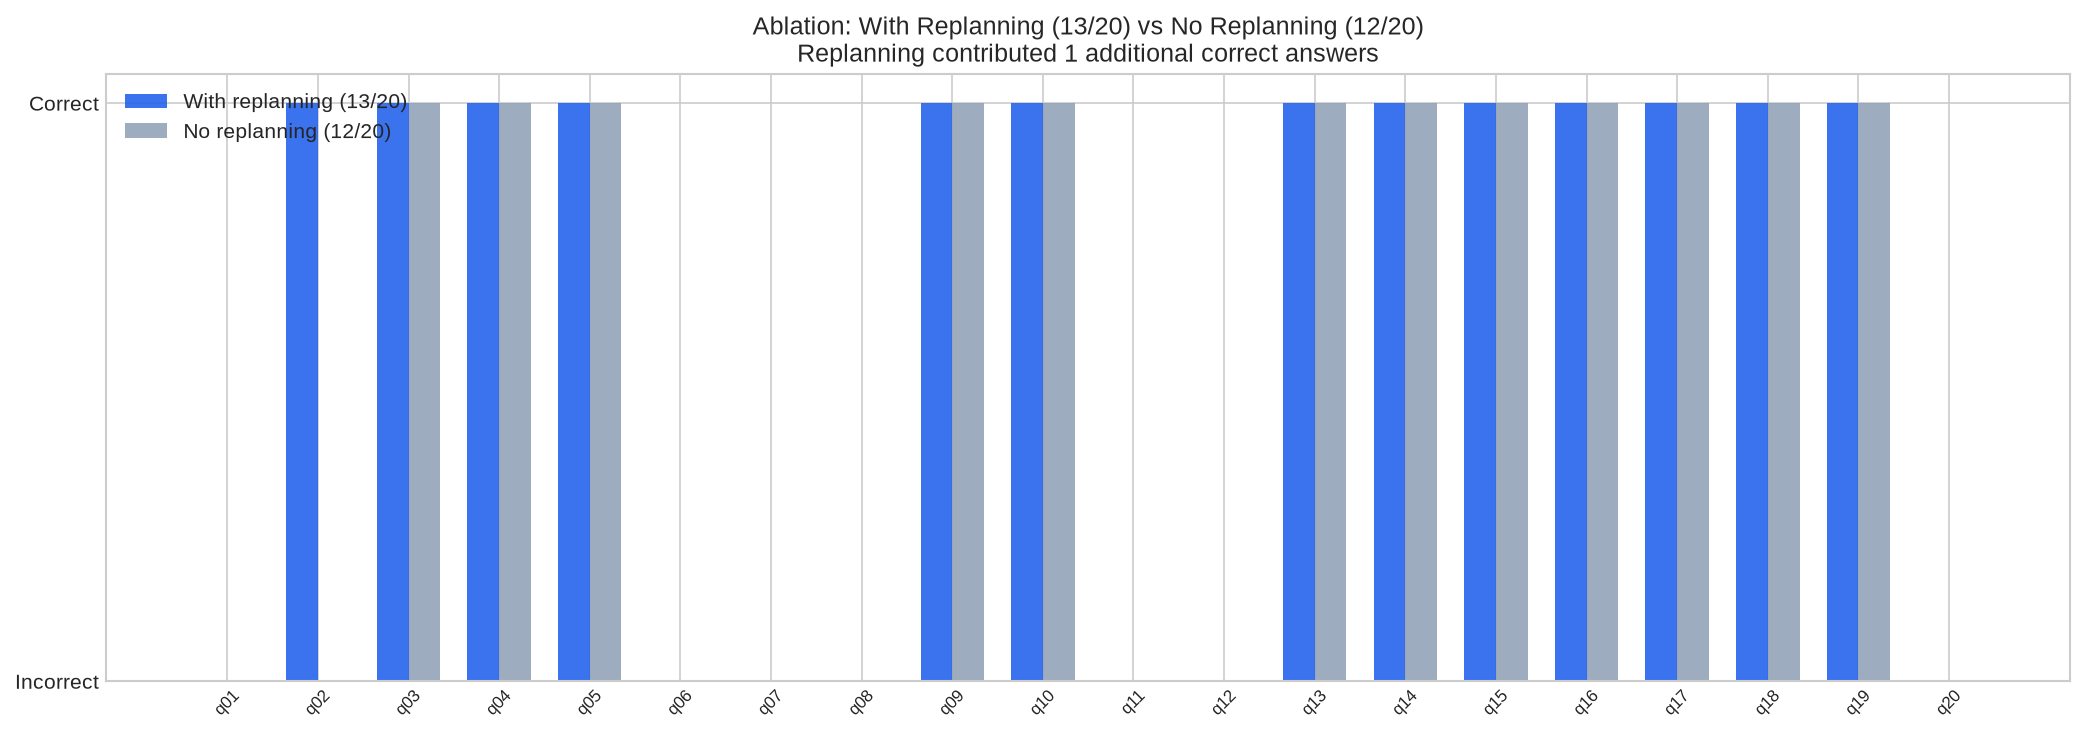 Ablation: With Replanning (13/20) vs No Replanning (12/20)
Replanning contributed 1 additional correct answers
Correct
With replanning (13/20)
No replanning (12/20)
Incorrect
q01 q02 q03 q04 q05 q06 q07 q08 q09 q10 q11 q12 q13 q14 q15 q16 q17 q18 q19 q20